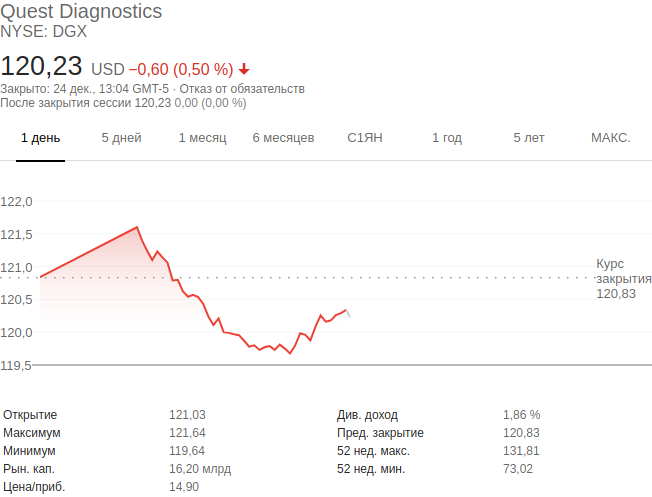 Quest Diagnostics
NYSE: DGX
120,23 USD −0,60 (0,50 %)
Закрыто: 24 дек., 13:04 GMT-5 · Отказ от обязательств
После закрытия сессии 120,23 0,00 (0,00 %)
1 день 5 дней 1 месяц 6 месяцев С1ЯН 1 год 5 лет МАКС.
122,0
121,5
121,0
120,5
120,0
119,5
Курс
закрытия
120,83
Открытие 121,03 Див. доход 1,86 %
Максимум 121,64 Пред. закрытие 120,83
Минимум 119,64 52 нед. макс. 131,81
Рын. кап. 16,20 млрд 52 нед. мин. 73,02
Цена/приб. 14,90